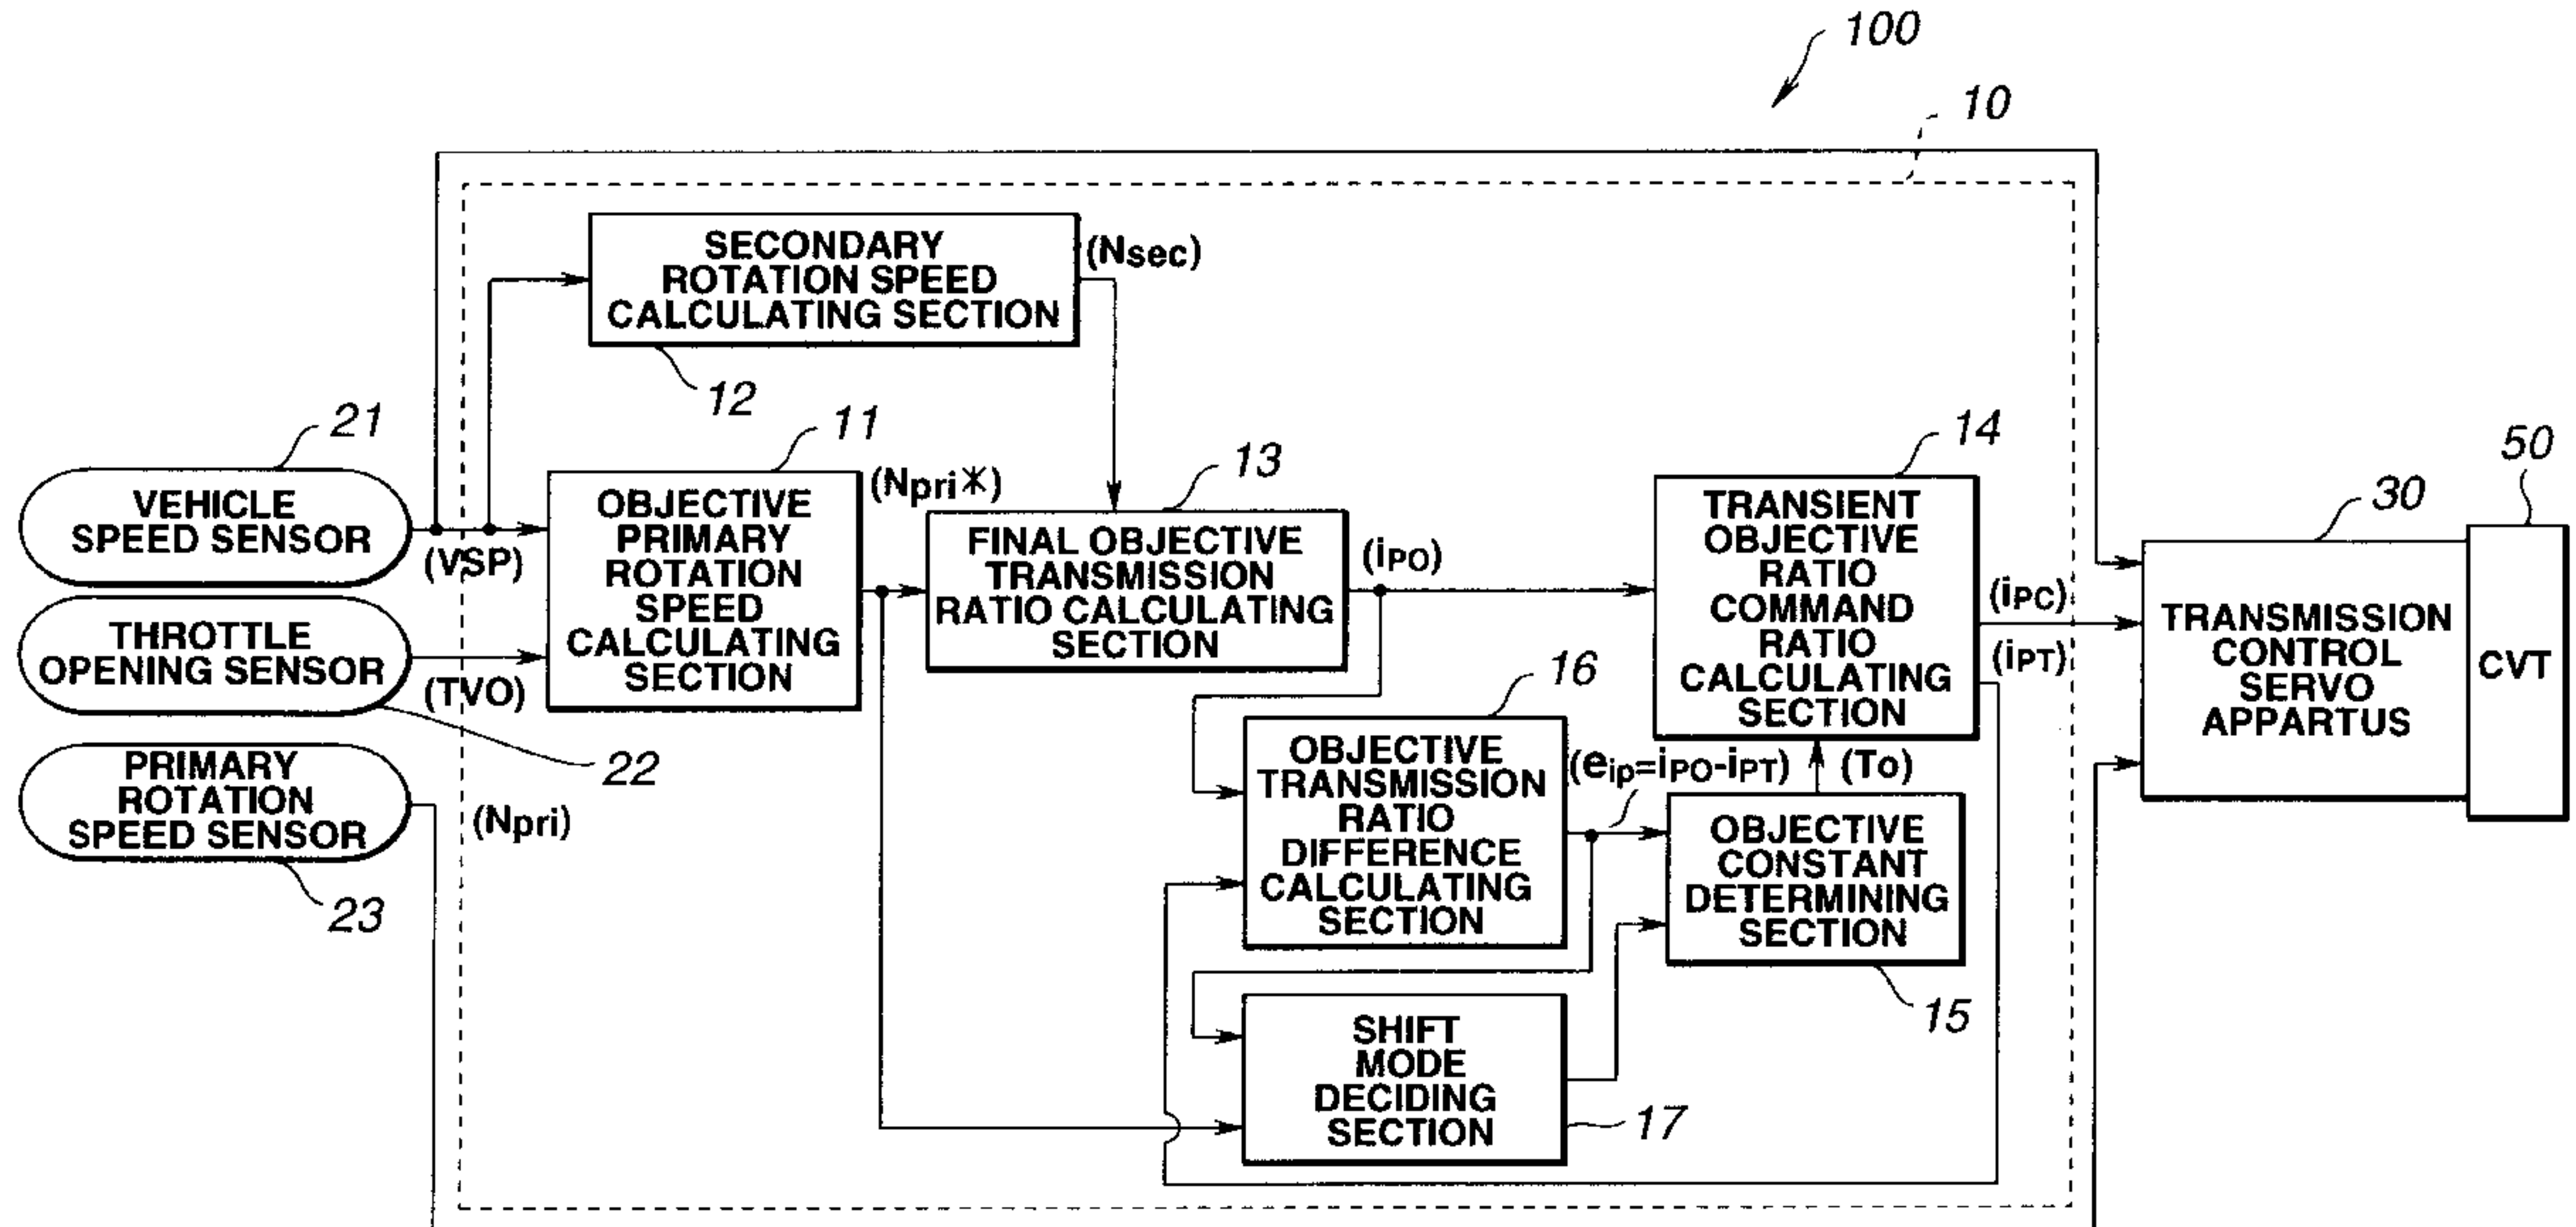 100
10
SECONDARY
ROTATION SPEED
CALCULATING SECTION
(Nsec)
12
21
VEHICLE
SPEED SENSOR
(VSP)
11
OBJECTIVE
PRIMARY
ROTATION
SPEED
CALCULATING
SECTION
(Npri*)
13
FINAL OBJECTIVE
TRANSMISSION
RATIO CALCULATING
SECTION
(iPO)
14
TRANSIENT
OBJECTIVE
RATIO
COMMAND
RATIO
CALCULATING
SECTION
(iPC)
(iPT)
30
TRANSMISSION
CONTROL
SERVO
APPARTUS
50
CVT
THROTTLE
OPENING SENSOR
(TVO)
22
PRIMARY
ROTATION
SPEED SENSOR
(Npri)
23
16
OBJECTIVE
TRANSMISSION
RATIO
DIFFERENCE
CALCULATING
SECTION
(eip=iPO-iPT)
(To)
OBJECTIVE
CONSTANT
DETERMINING
SECTION
15
SHIFT
MODE
DECIDING
SECTION
17